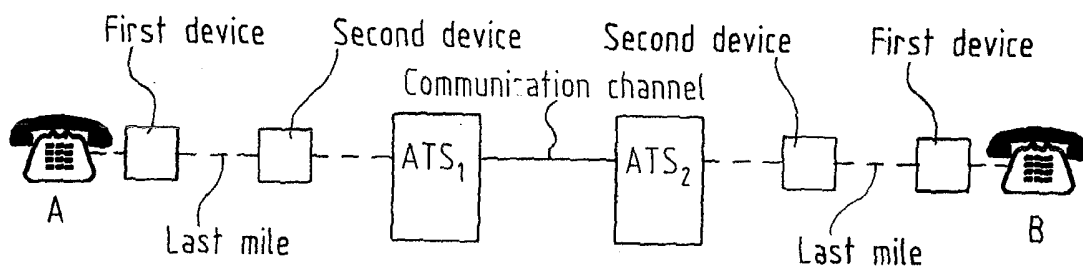 First device
Second device
Second device
First device
Communication channel
ATS₁
ATS₂
A
B
Last mile
Last mile